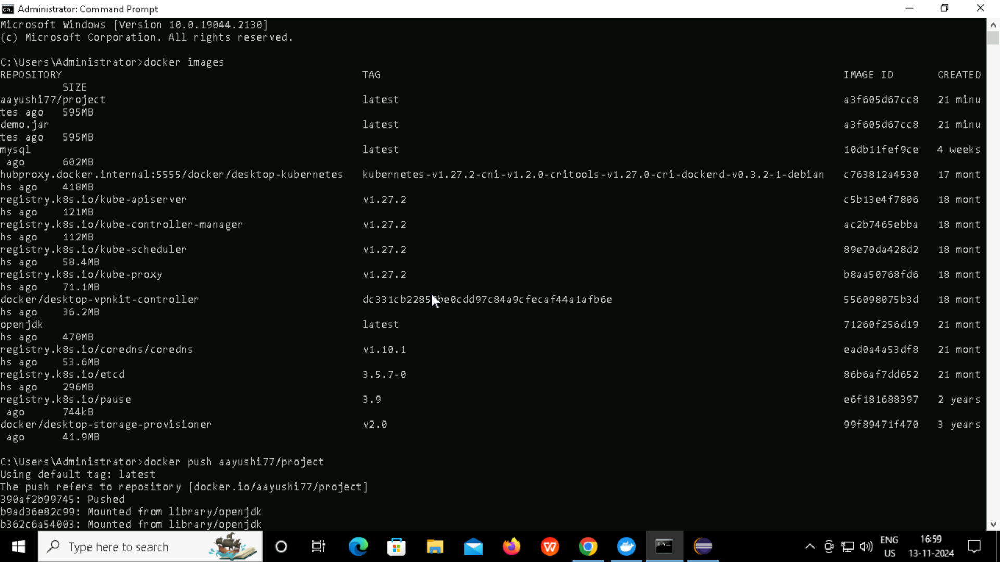 Administrator: Command Prompt
Microsoft Windows [Version 10.0.19044.2130]
(c) Microsoft Corporation. All rights reserved.
C:\Users\Administrator>docker images
REPOSITORY TAG IMAGE ID CREATED
SIZE
aayushi77/project latest a3f605d67cc8 21 minu
tes ago 595MB
demo.jar latest a3f605d67cc8 21 minu
tes ago 595MB
mysql latest 10db11fef9ce 4 weeks
ago 602MB
hubproxy.docker.internal:5555/docker/desktop-kubernetes kubernetes-v1.27.2-cni-v1.2.0-critools-v1.27.0-cri-dockerd-v0.3.2-1-debian c763812a4530 17 mont
hs ago 418MB
registry.k8s.io/kube-apiserver v1.27.2 c5b13e4f7806 18 mont
hs ago 121MB
registry.k8s.io/kube-controller-manager v1.27.2 ac2b7465ebba 18 mont
hs ago 112MB
registry.k8s.io/kube-scheduler v1.27.2 89e70da428d2 18 mont
hs ago 58.4MB
registry.k8s.io/kube-proxy v1.27.2 b8aa50768fd6 18 mont
hs ago 71.1MB
docker/desktop-vpnkit-controller 556098075b3d 18 mont
hs ago 36.2MB
openjdk latest 71260f256d19 21 mont
hs ago 470MB
registry.k8s.io/coredns/coredns v1.10.1 ead0a4a53df8 21 mont
hs ago 53.6MB
registry.k8s.io/etcd 3.5.7-0 86b6af7dd652 21 mont
hs ago 296MB
registry.k8s.io/pause 3.9 e6f181688397 2 years
ago 744kB
docker/desktop-storage-provisioner v2.0 99f89471f470 3 years
ago 41.9MB
C:\Users\Administrator>docker push aayushi77/project
Using default tag: latest
The push refers to repository [docker.io/aayushi77/project]
390af2b99745: Pushed
b9ad36e82c99: Mounted from library/openjdk
b362c6a54003: Mounted from library/openjdk
Type here to search
ENG
US
16:59
13-11-2024